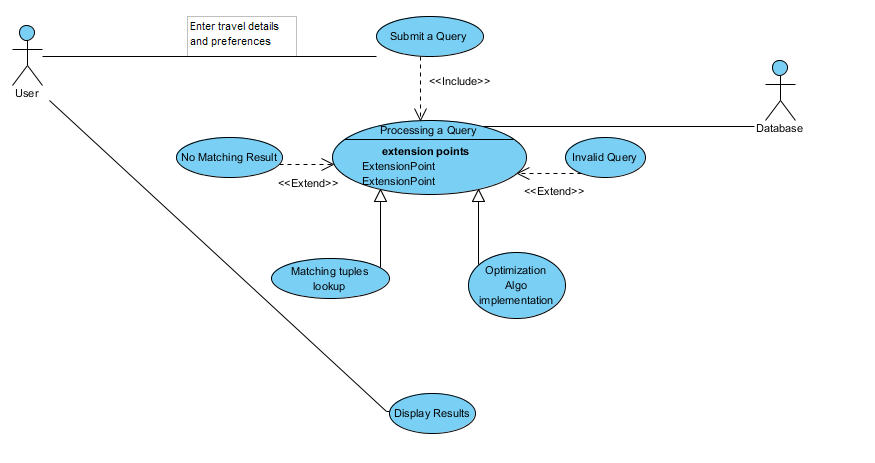 Enter travel details
and preferences
Submit a Query
<<Include>>
User
Database
Processing a Query
extension points
ExtensionPoint
ExtensionPoint
No Matching Result
<<Extend>>
Invalid Query
<<Extend>>
Matching tuples
lookup
Optimization
Algo
implementation
Display Results